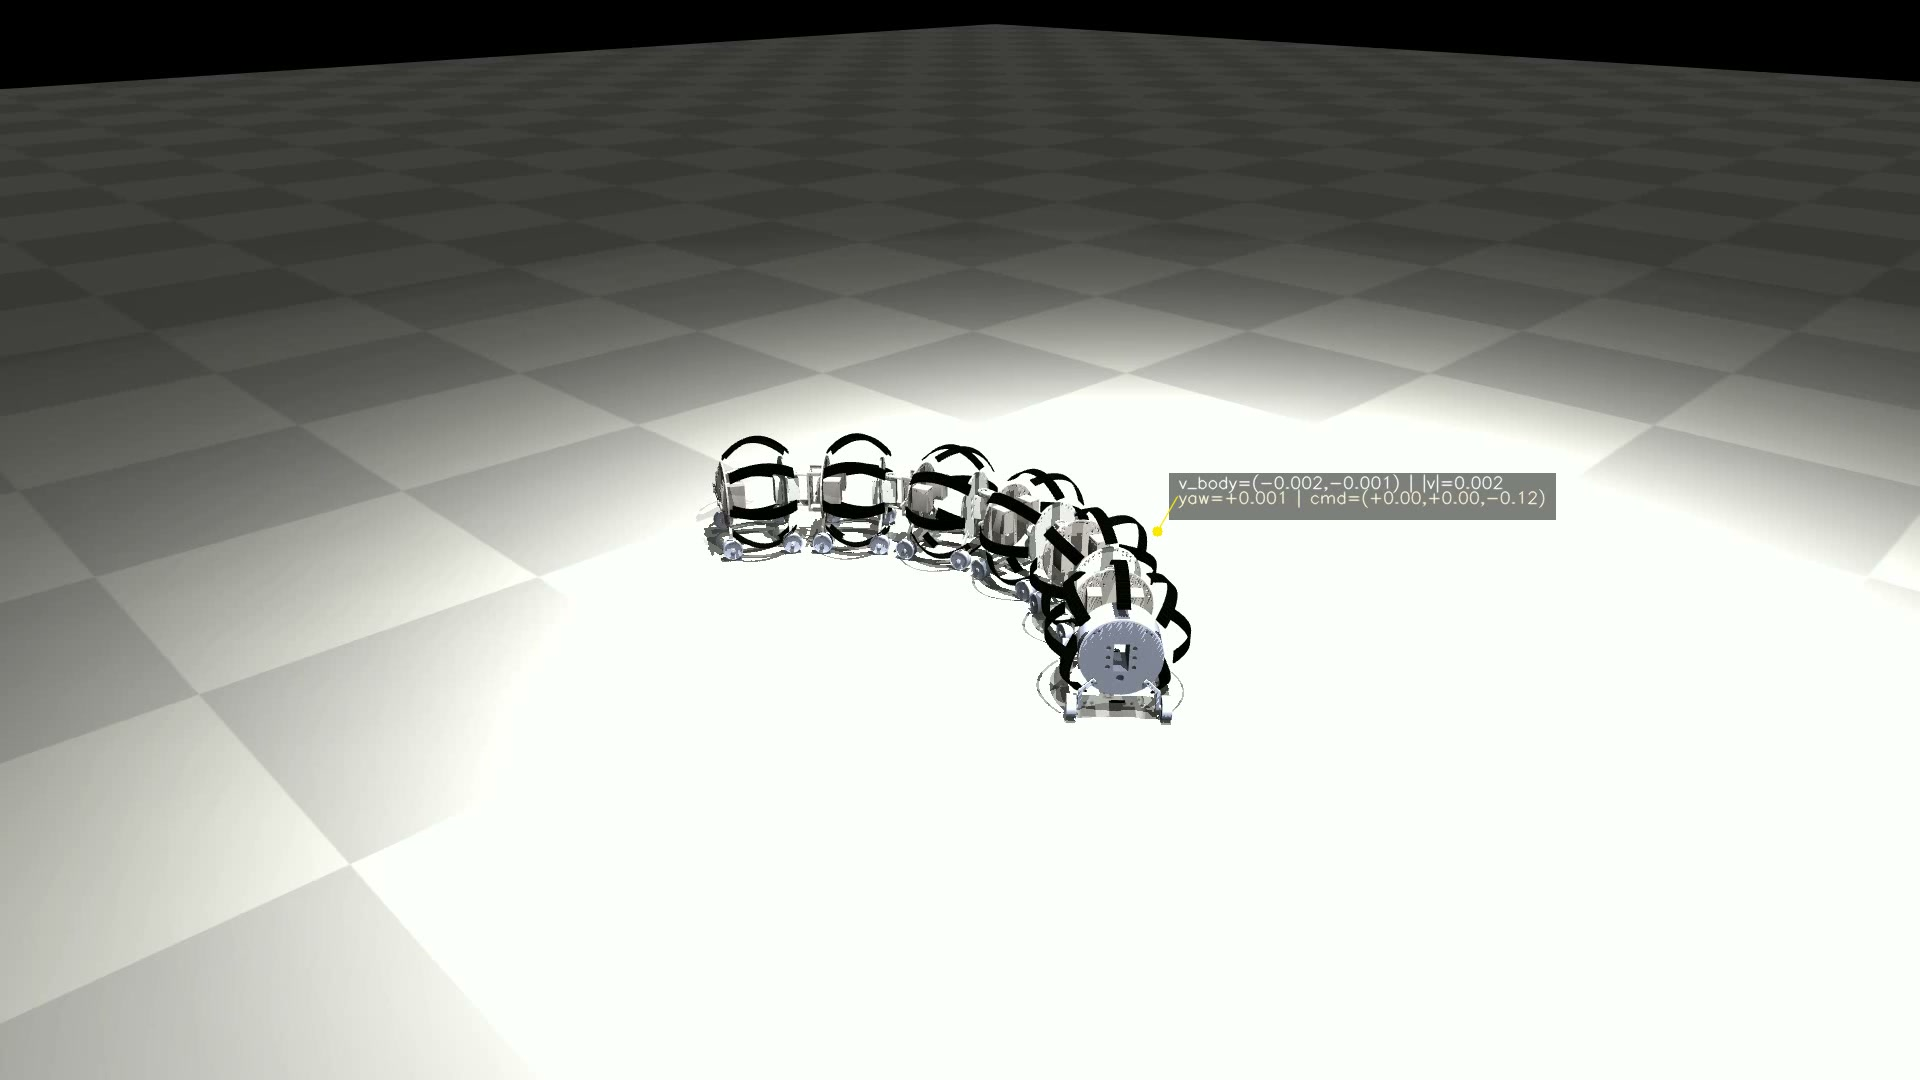 v_body=(−0.002,−0.001) | |v|=0.002
yaw=+0.001 | cmd=(+0.00,+0.00,−0.12)